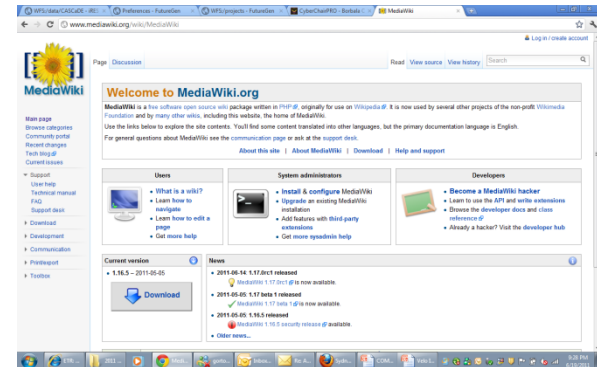 WPS/data/CASCaDE - iRE
Preferences - FutureGen
WPS/projects - FutureGen
CyberChairPRO - Borbala
MediaWiki
www.mediawiki.org/wiki/MediaWiki
Log in / create account
Page Discussion Read View source View history Search
MediaWiki
Main page
Browse categories
Community portal
Recent changes
Tech blog
Current issues
Support
User help
Technical manual
FAQ
Support desk
Download
Development
Communication
Print/export
Toolbox
Welcome to MediaWiki.org
MediaWiki is a free software open source wiki package written in PHP, originally for use on Wikipedia. It is now used by several other projects of the non-profit Wikimedia
Foundation and by many other wikis, including this website, the home of MediaWiki.
Use the links below to explore the site contents. You'll find some content translated into other languages, but the primary documentation language is English.
For general questions about MediaWiki see the communication page or ask at the support desk.
About this site | About MediaWiki | Download | Help and support
Users
What is a wiki?
Learn how to
navigate
Learn how to edit
a page
Get more help
System administrators
Install & configure MediaWiki
Upgrade an existing MediaWiki
installation
Add features with third-party
extensions
Get more sysadmin help
Developers
Become a MediaWiki hacker
Learn to use the API and write extensions
Browse the developer docs and class
reference
Already a hacker? Visit the developer hub
Current version
1.16.5 – 2011-05-05
Download
News
2011-06-14: 1.17.0rc1 released
MediaWiki 1.17.0rc1 is now available.
2011-05-05: 1.17 beta 1 released
MediaWiki 1.17 beta 1 is now available.
2011-05-05: 1.16.5 released
MediaWiki 1.16.5 security release available.
Older news...
CTR...
2011 ...
Medi...
Inbox...
Re: A...
Sydn...
COM...
9:28 PM
6/19/2011